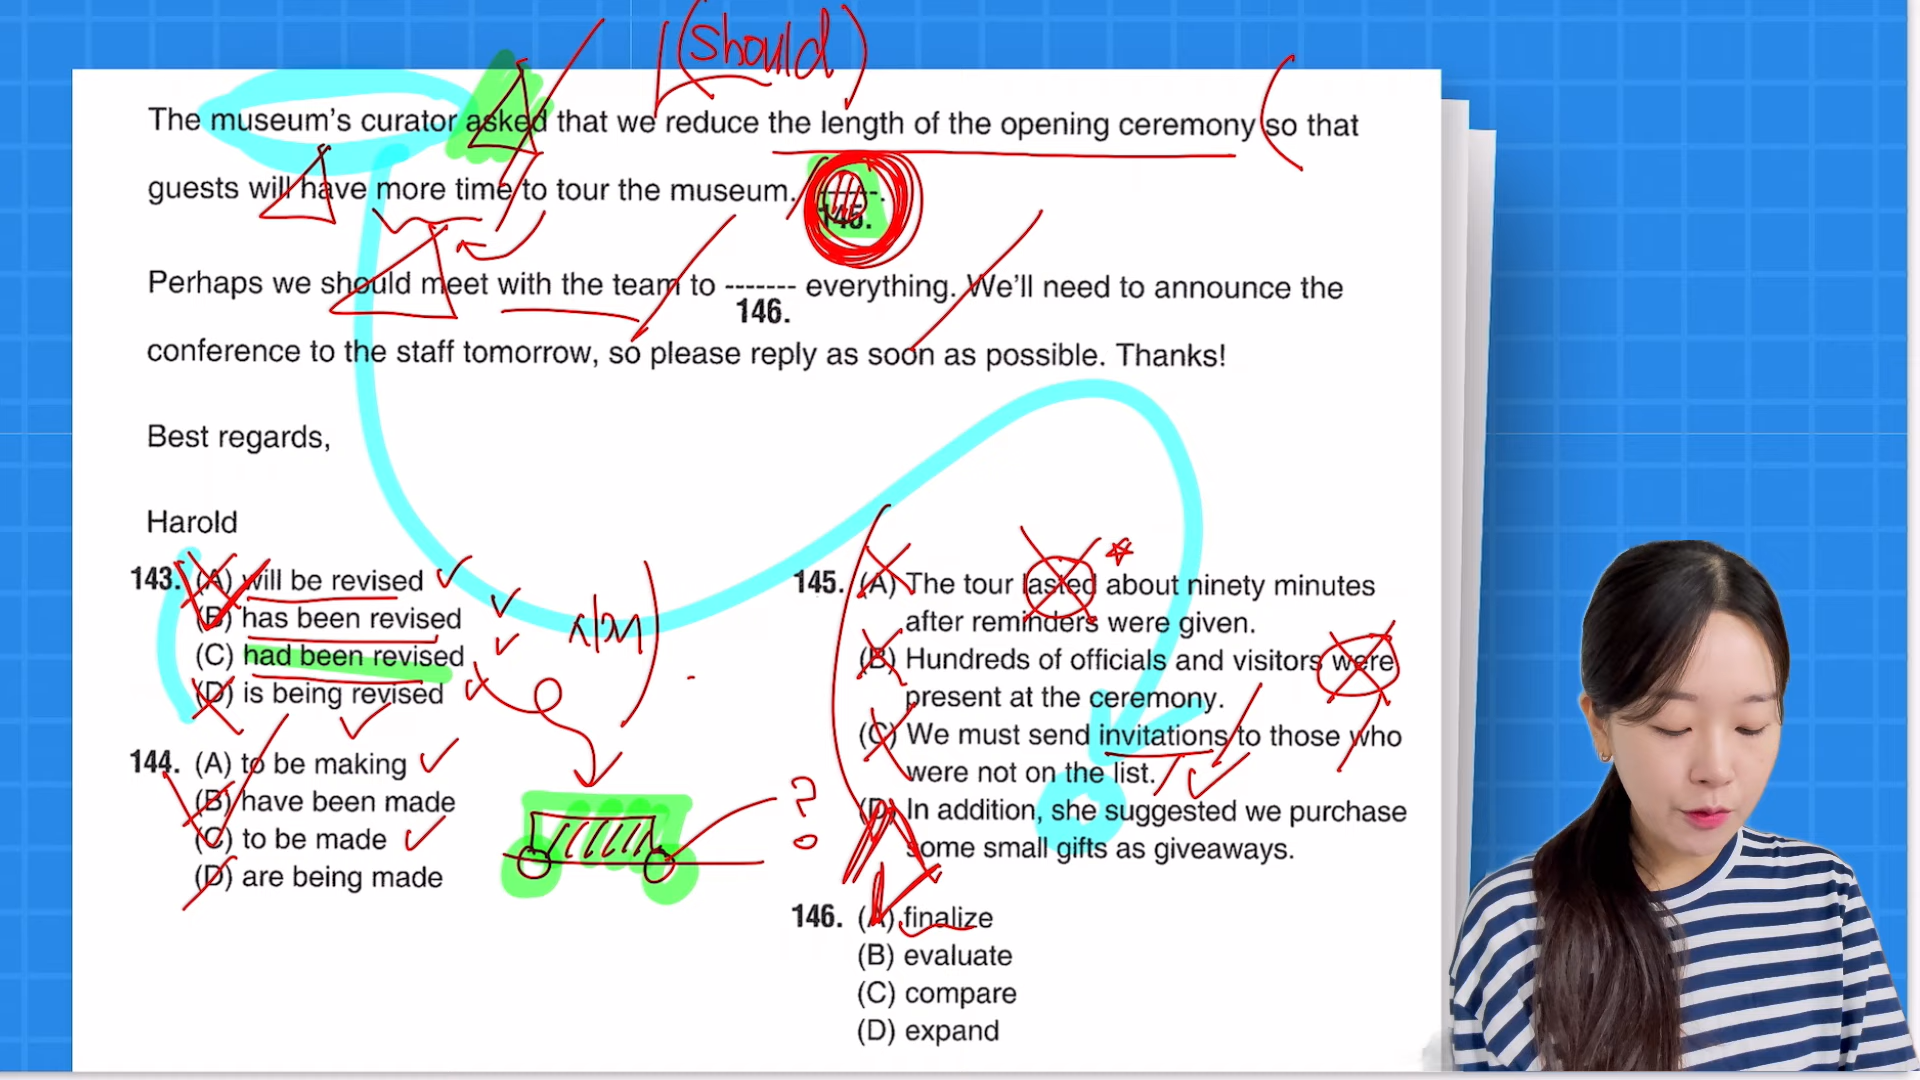 (should)
The museum's curator asked that we reduce the length of the opening ceremony so that
guests will have more time to tour the museum. -------.
145.
Perhaps we should meet with the team to ------- everything. We'll need to announce the
146.
conference to the staff tomorrow, so please reply as soon as possible. Thanks!
Best regards,
Harold
143. (A) will be revised
(B) has been revised
(C) had been revised
(D) is being revised
시점
144. (A) to be making
(B) have been made
(C) to be made
(D) are being made
?
145. (A) The tour lasted about ninety minutes
after reminders were given.
(B) Hundreds of officials and visitors were
present at the ceremony.
(C) We must send invitations to those who
were not on the list.
(D) In addition, she suggested we purchase
some small gifts as giveaways.
146. (A) finalize
(B) evaluate
(C) compare
(D) expand